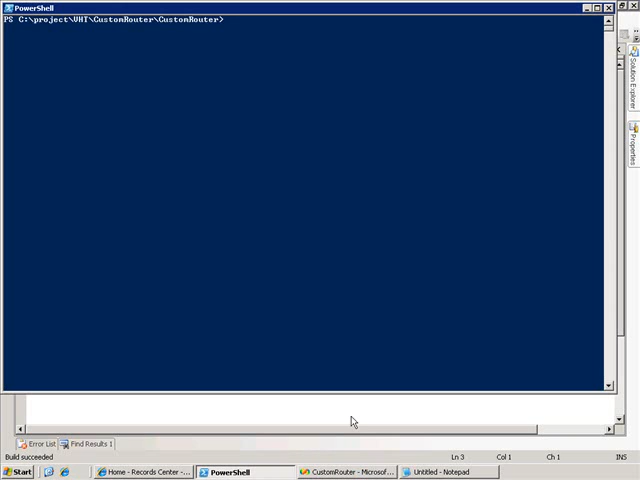 PowerShell
PS C:\project\VHT\CustomRouter\CustomRouter>
Solution Explorer
Properties
Error List
Find Results 1
Build succeeded
Ln 3
Col 1
Ch 1
INS
Start
Home - Records Center -...
PowerShell
CustomRouter - Microsof...
Untitled - Notepad